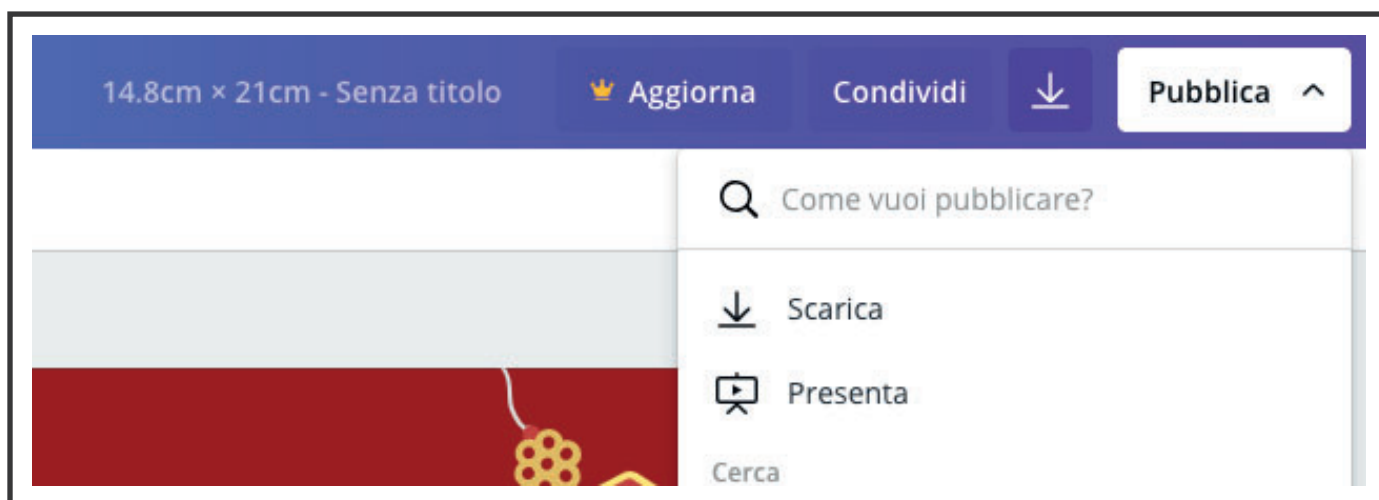 14.8cm × 21cm - Senza titolo Aggiorna Condividi Pubblica
Come vuoi pubblicare?
Scarica
Presenta
Cerca